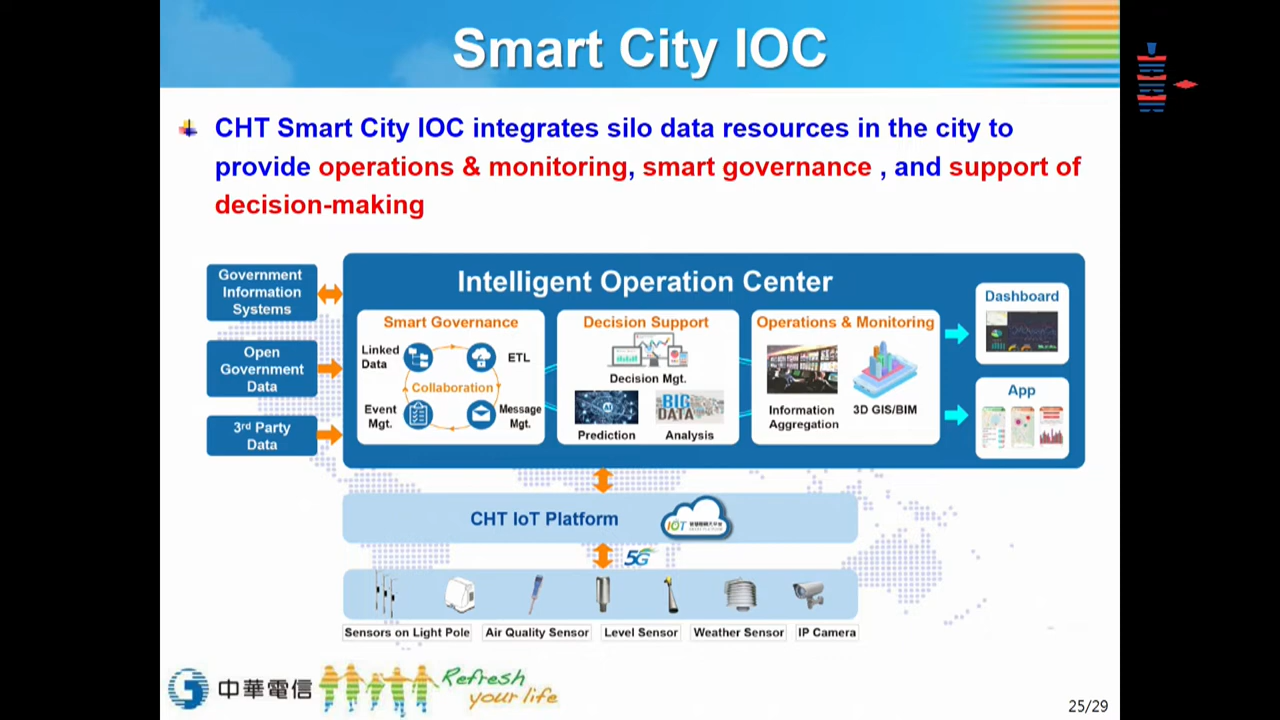 Smart City IOC
CHT Smart City IOC integrates silo data resources in the city to
provide operations & monitoring, smart governance , and support of
decision-making
Government
Information
Systems
Open
Government
Data
3rd Party
Data
Intelligent Operation Center
Smart Governance
Linked
Data
ETL
Collaboration
Event
Mgt.
Message
Mgt.
Decision Support
Decision Mgt.
AI
BIG
DATA
Prediction
Analysis
Operations & Monitoring
Information
Aggregation
3D GIS/BIM
Dashboard
App
CHT IoT Platform
IOT
5G
Sensors on Light Pole
Air Quality Sensor
Level Sensor
Weather Sensor
IP Camera
中華電信
Refresh
your life
25/29